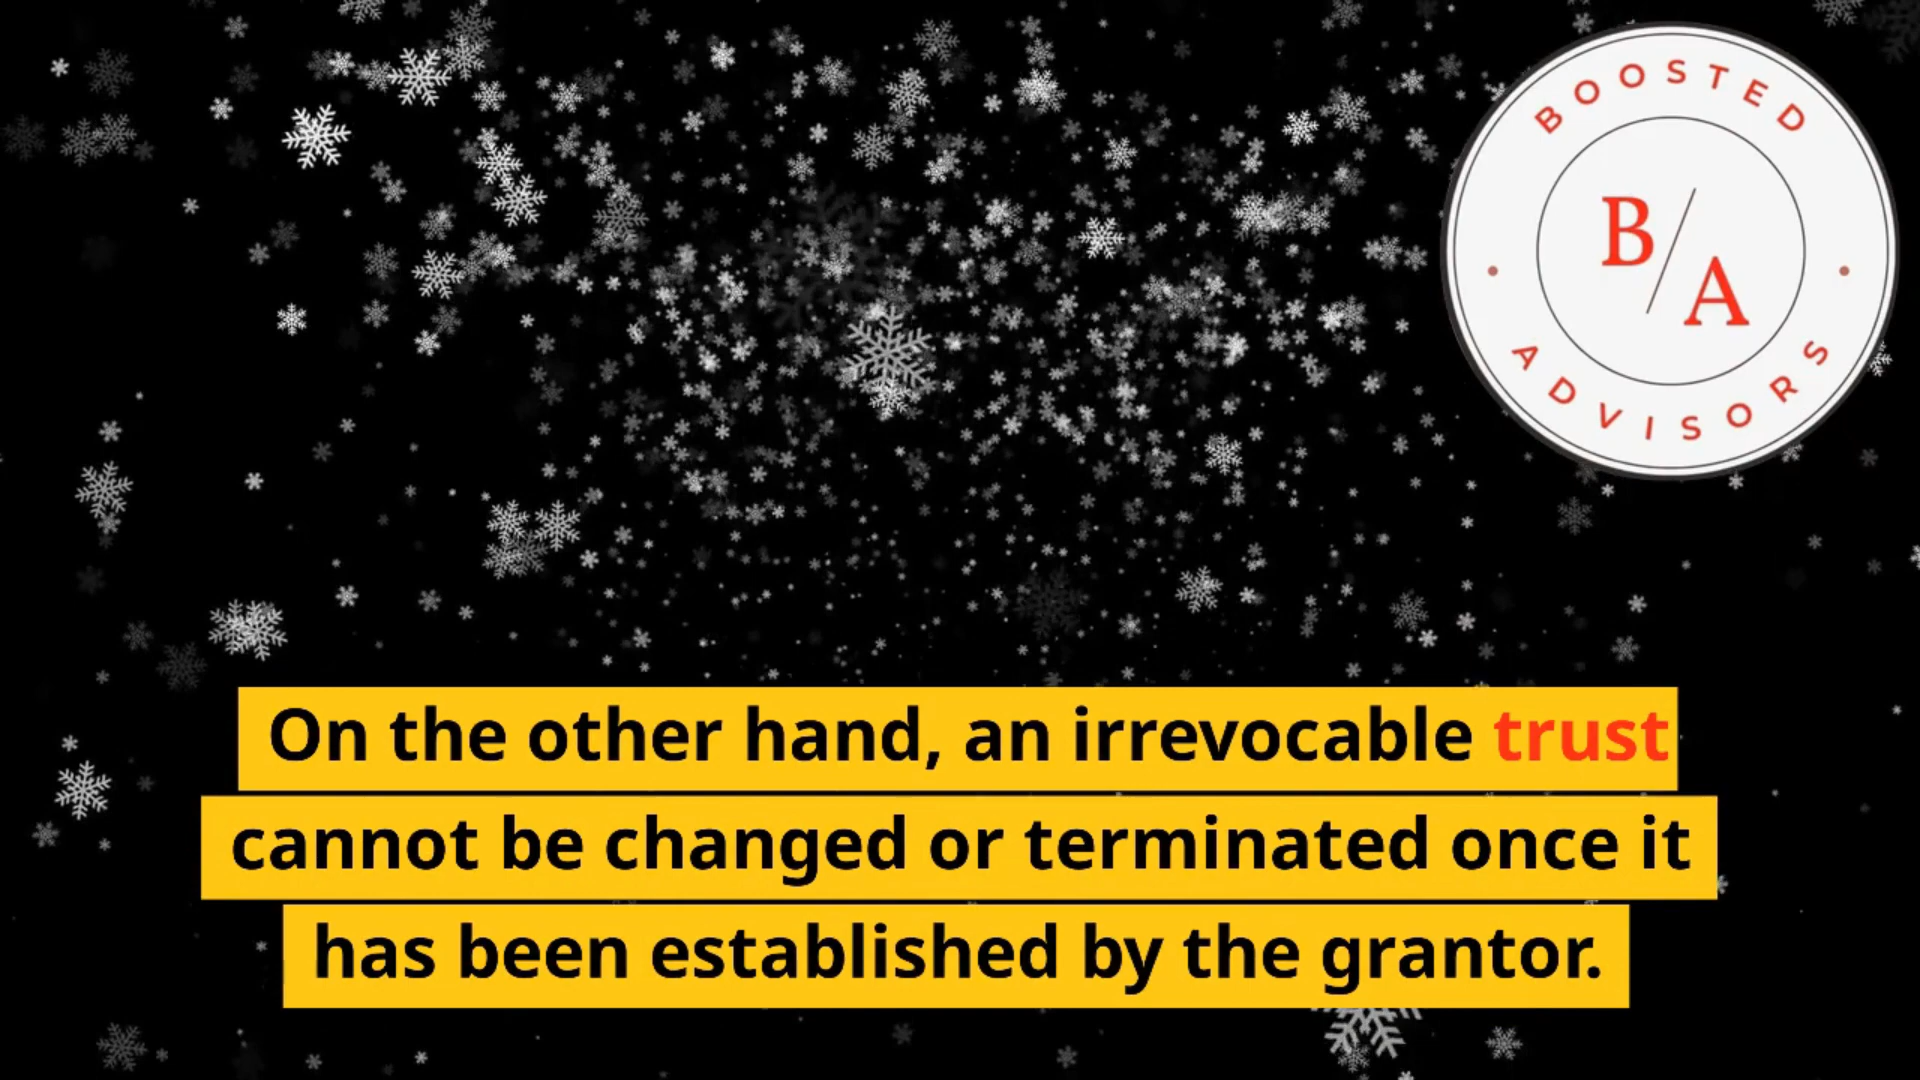 BOOSTED
B/A
ADVISORS
On the other hand, an irrevocable trust
cannot be changed or terminated once it
has been established by the grantor.